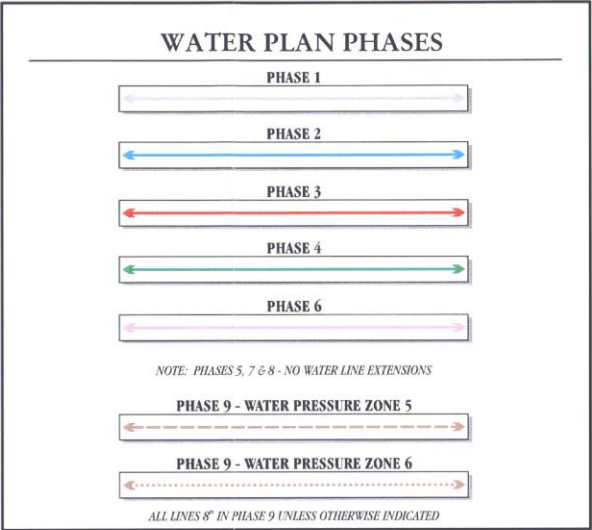 WATER PLAN PHASES
PHASE 1
PHASE 2
PHASE 3
PHASE 4
PHASE 6
NOTE: PHASES 5, 7 & 8 - NO WATER LINE EXTENSIONS
PHASE 9 - WATER PRESSURE ZONE 5
PHASE 9 - WATER PRESSURE ZONE 6
ALL LINES 8" IN PHASE 9 UNLESS OTHERWISE INDICATED